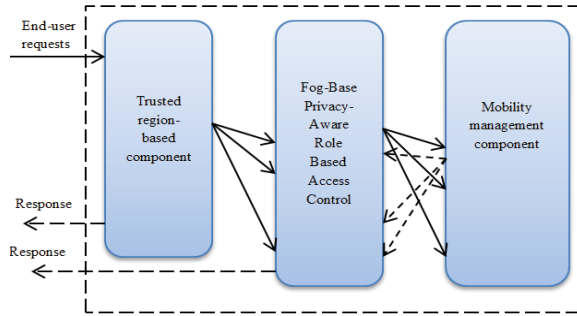 End-user
requests
Trusted
region-
based
component
Fog-Base
Privacy-
Aware
Role
Based
Access
Control
Mobility
management
component
Response
Response